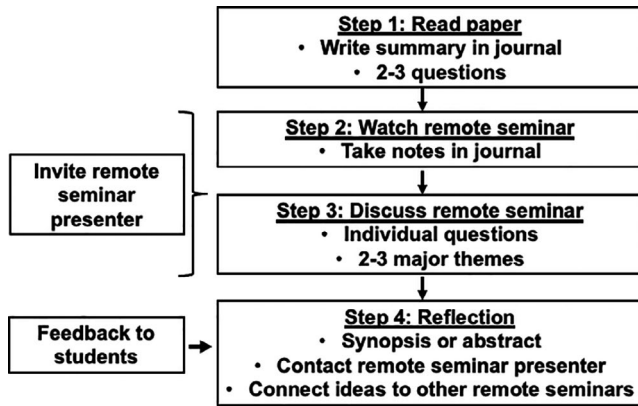 Step 1: Read paper
• Write summary in journal
• 2-3 questions
Step 2: Watch remote seminar
• Take notes in journal
Invite remote
seminar
presenter
Step 3: Discuss remote seminar
• Individual questions
• 2-3 major themes
Feedback to
students
Step 4: Reflection
• Synopsis or abstract
• Contact remote seminar presenter
• Connect ideas to other remote seminars